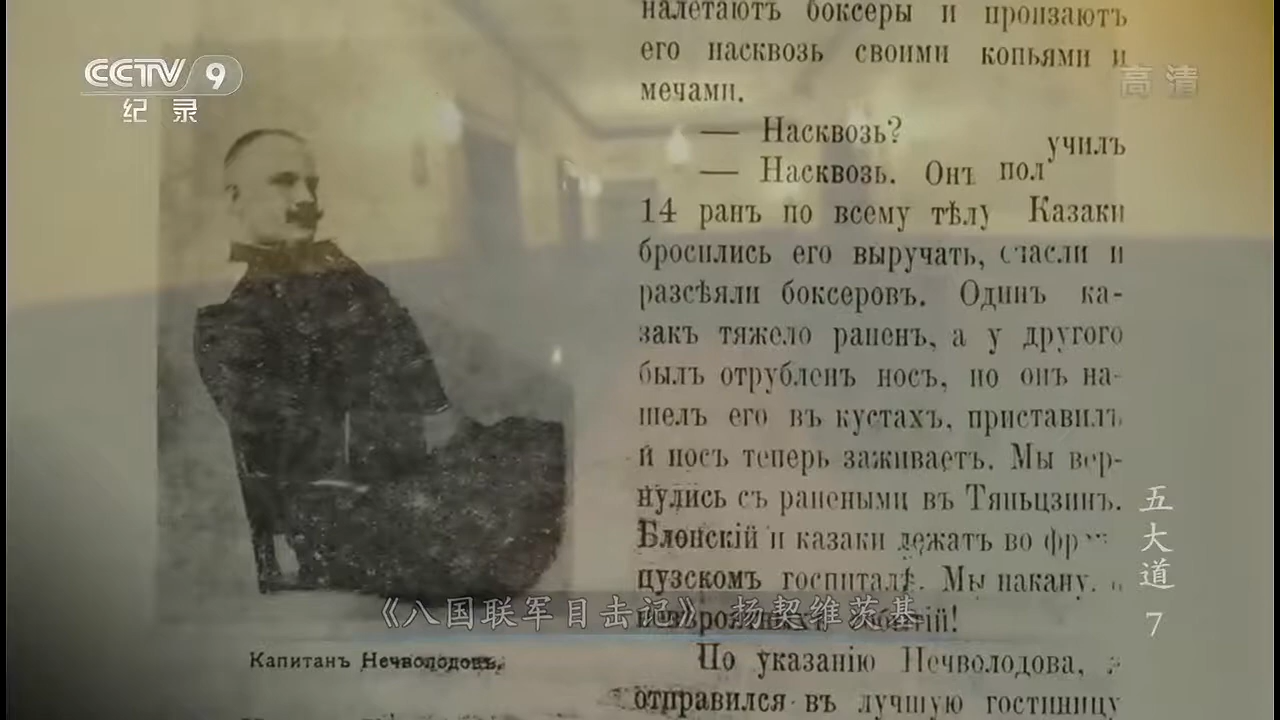 CCTV 9
纪录
高清
налетаютъ боксеры и пронзаютъ
его насквозь своими копьями и
мечами.
— Насквозь?
— Насквозь. Онъ получилъ
14 ранъ по всему тѣлу Казаки
бросились его выручать, спасли и
разсѣяли боксеровъ. Одинъ ка-
закъ тяжело раненъ, а у другого
былъ отрубленъ носъ, но онъ на-
шелъ его въ кустахъ, приставилъ
и носъ теперь заживаетъ. Мы вер-
нулись съ ранеными въ Тяньцзинъ.
Блонскій и казаки лежатъ во фран-
цузскомъ госпиталѣ. Мы накану
событій!
По указанію Нечволодова,
отправился въ лучшую гостиницу
Капитанъ Нечволодовъ.
《八国联军目击记》 扬契维茨基
五大道 7